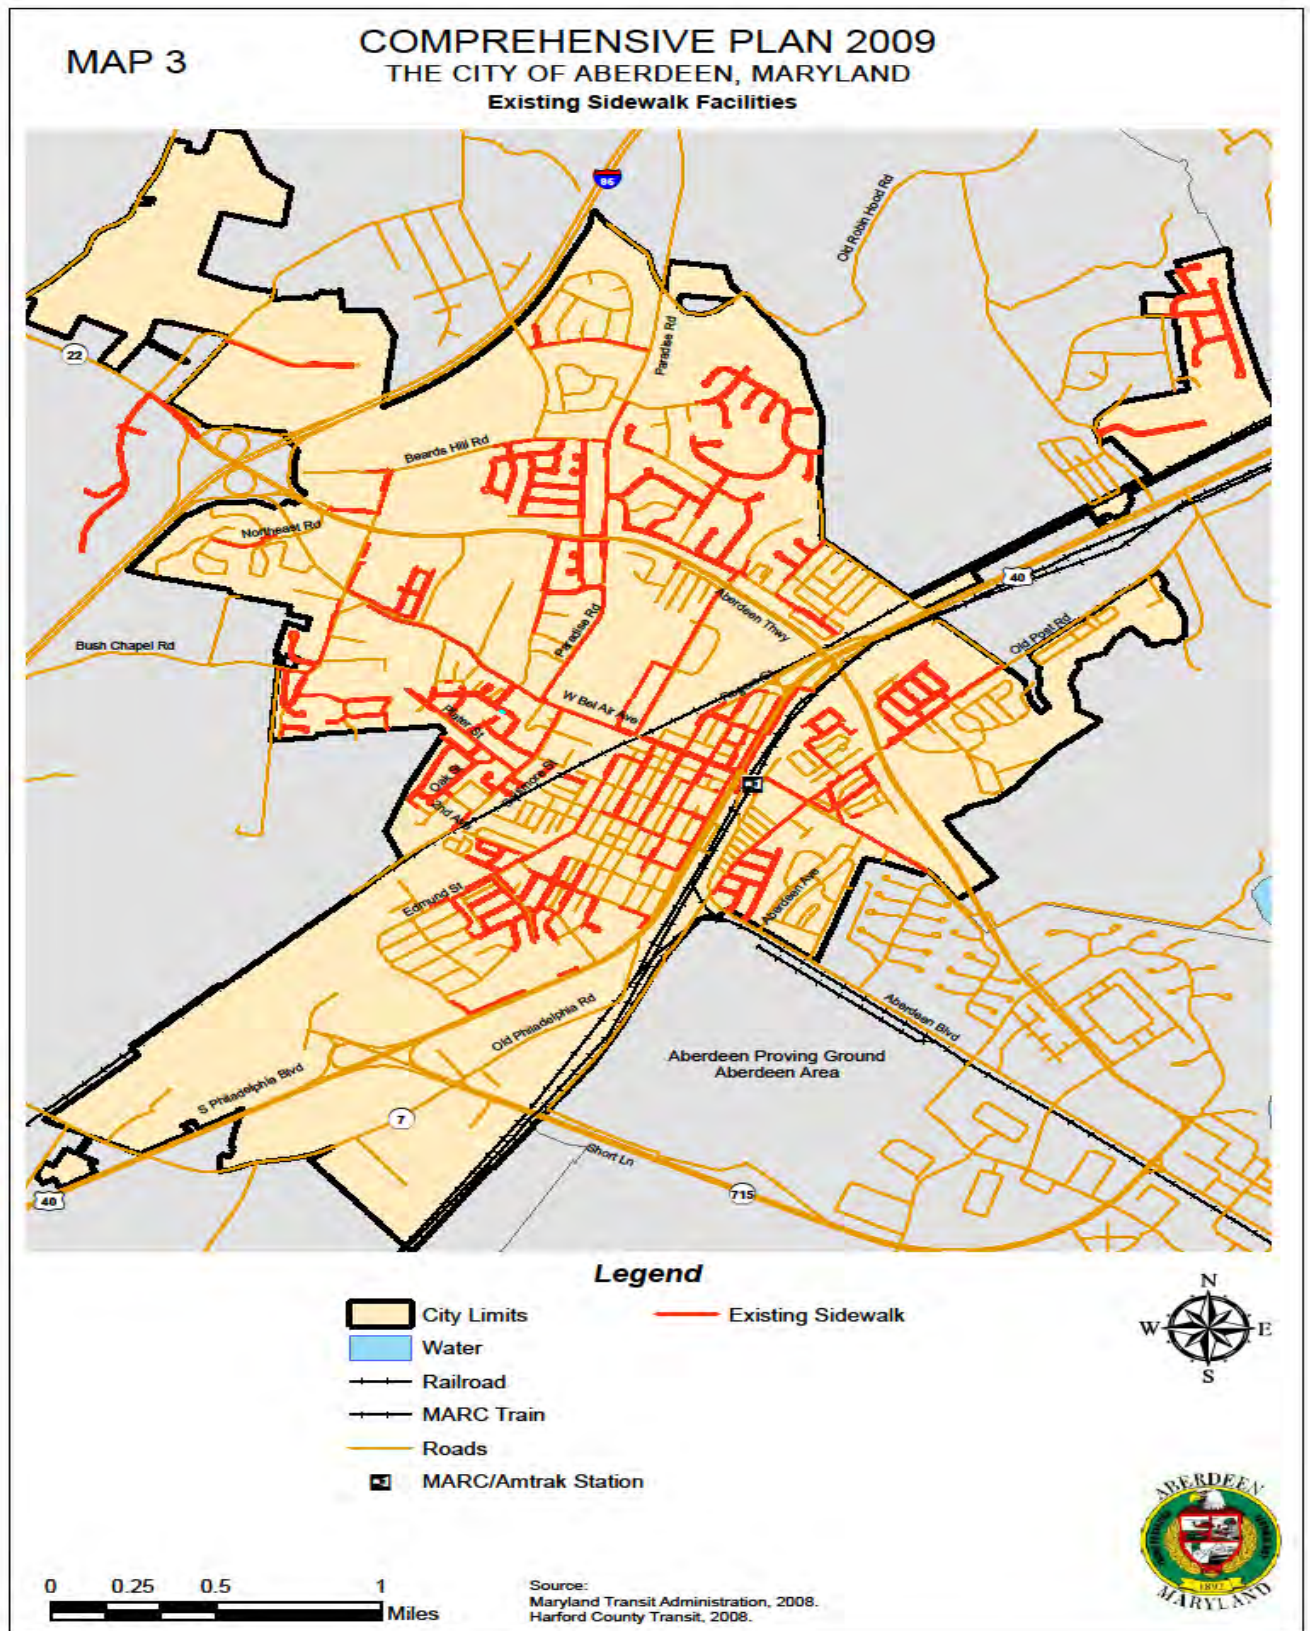 MAP 3
COMPREHENSIVE PLAN 2009
THE CITY OF ABERDEEN, MARYLAND
Existing Sidewalk Facilities
Old Robin Hood Rd
Paradise Rd
22
Beards Hill Rd
Northeast Rd
40
Aberdeen Thwy
Old Post Rd
Paradise Rd
Bush Chapel Rd
W Bel Air Ave
Plater St
Oak St
2nd Ave
Edmund St
Aberdeen Ave
Old Philadelphia Rd
Aberdeen Blvd
Aberdeen Proving Ground
Aberdeen Area
S Philadelphia Blvd
7
Short Ln
40
715
Legend
City Limits
Existing Sidewalk
Water
Railroad
MARC Train
Roads
MARC/Amtrak Station
N
W
E
S
ABERDEEN
1892
MARYLAND
0 0.25 0.5 1
Miles
Source:
Maryland Transit Administration, 2008.
Harford County Transit, 2008.